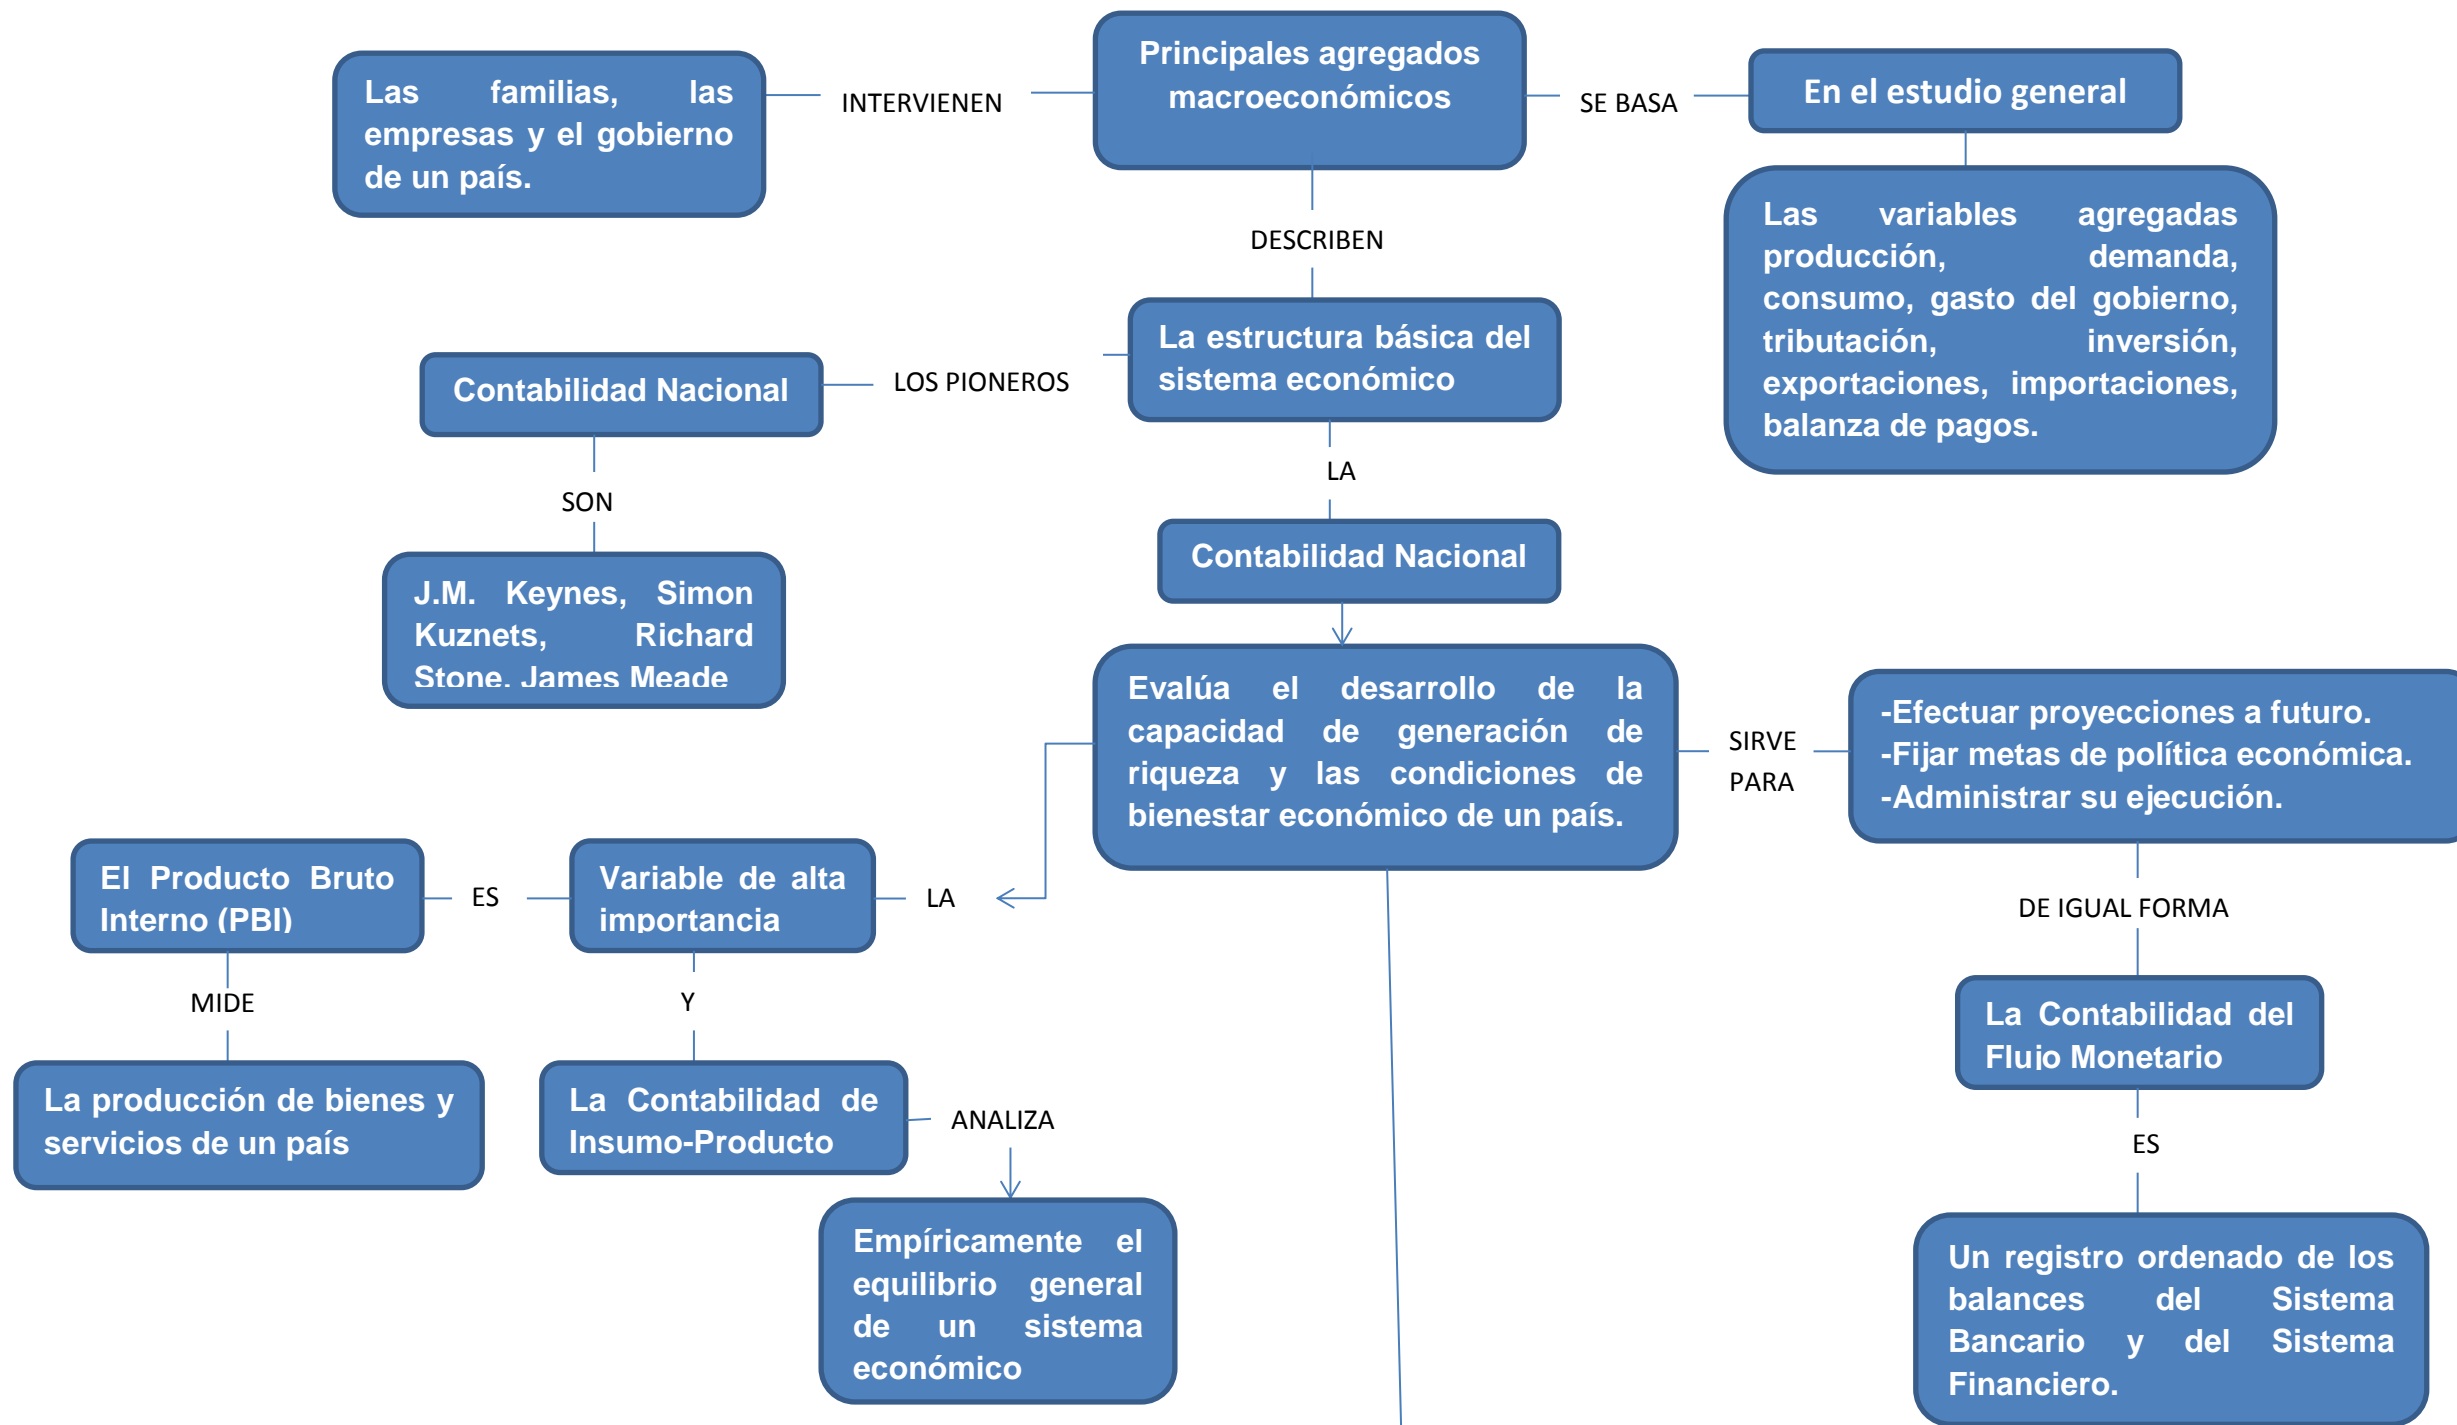 Principales agregados
macroeconómicos
INTERVIENEN
Las familias, las
empresas y el gobierno
de un país.
SE BASA
En el estudio general
Las variables agregadas
producción, demanda,
consumo, gasto del gobierno,
tributación, inversión,
exportaciones, importaciones,
balanza de pagos.
DESCRIBEN
La estructura básica del
sistema económico
LOS PIONEROS
Contabilidad Nacional
SON
J.M. Keynes, Simon
Kuznets, Richard
Stone, James Meade
LA
Contabilidad Nacional
Evalúa el desarrollo de la
capacidad de generación de
riqueza y las condiciones de
bienestar económico de un país.
SIRVE
PARA
-Efectuar proyecciones a futuro.
-Fijar metas de política económica.
-Administrar su ejecución.
DE IGUAL FORMA
La Contabilidad del
Flujo Monetario
ES
Un registro ordenado de los
balances del Sistema
Bancario y del Sistema
Financiero.
LA
Variable de alta
importancia
ES
El Producto Bruto
Interno (PBI)
MIDE
La producción de bienes y
servicios de un país
Y
La Contabilidad de
Insumo-Producto
ANALIZA
Empíricamente el
equilibrio general
de un sistema
económico